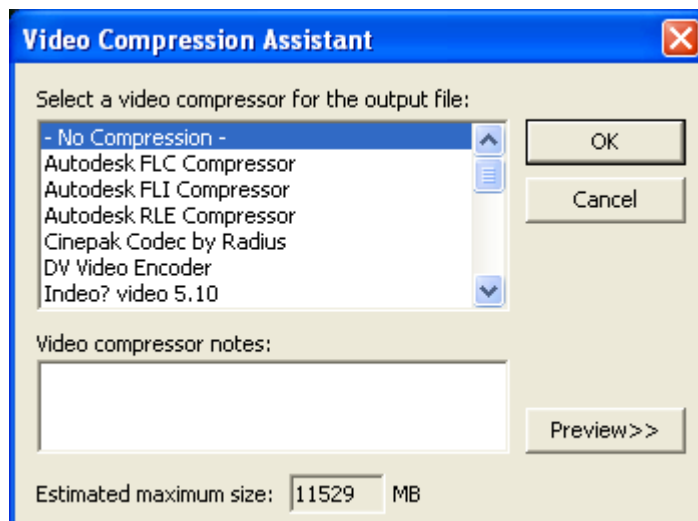 Video Compression Assistant
Select a video compressor for the output file:
- No Compression -
Autodesk FLC Compressor
Autodesk FLI Compressor
Autodesk RLE Compressor
Cinepak Codec by Radius
DV Video Encoder
Indeo? video 5.10
OK
Cancel
Video compressor notes:
Preview>>
Estimated maximum size: 11529 MB